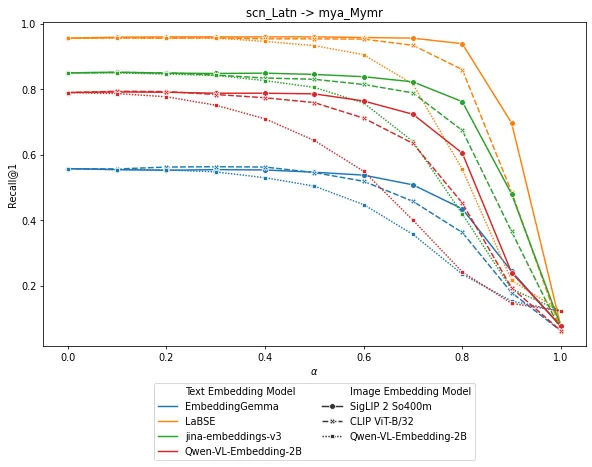 scn_Latn -> mya_Mymr
Recall@1
1.0
0.8
0.6
0.4
0.2
0.0 0.2 0.4 0.6 0.8 1.0
α
Text Embedding Model
EmbeddingGemma
LaBSE
jina-embeddings-v3
Qwen-VL-Embedding-2B
Image Embedding Model
SigLIP 2 So400m
CLIP ViT-B/32
Qwen-VL-Embedding-2B